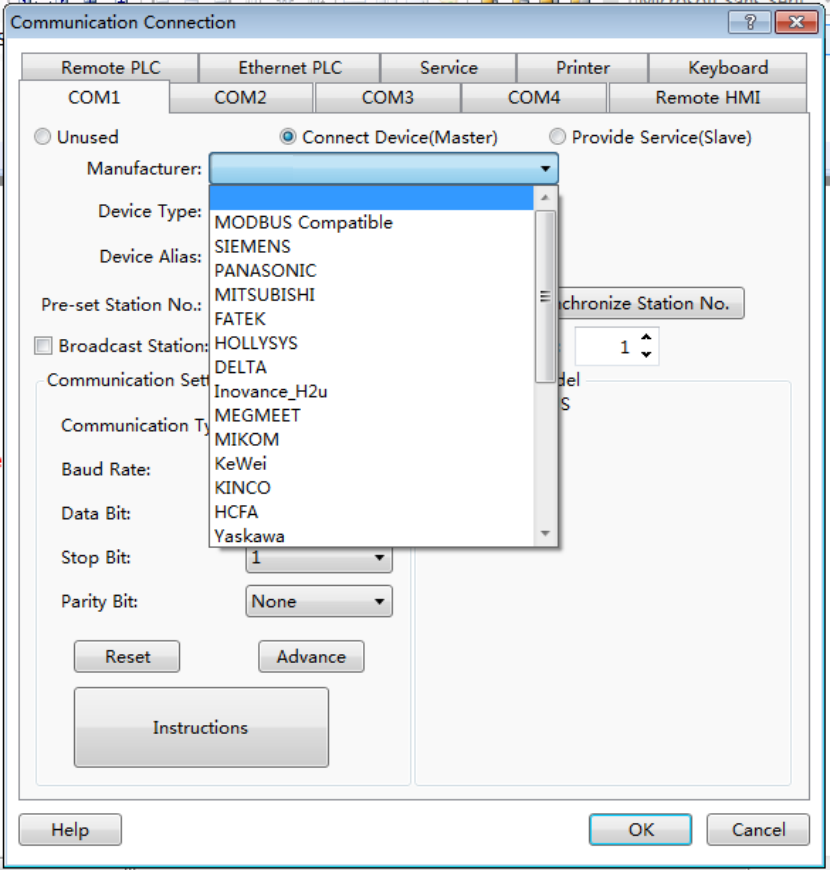 Communication Connection
Remote PLC Ethernet PLC Service Printer Keyboard
COM1 COM2 COM3 COM4 Remote HMI
Unused Connect Device(Master) Provide Service(Slave)
Manufacturer:
Device Type:
MODBUS Compatible
SIEMENS
Device Alias:
PANASONIC
MITSUBISHI
Pre-set Station No.: nchronize Station No.
FATEK
HOLLYSYS
Broadcast Station: 1
DELTA
Communication Sett del
Inovance_H2u
S
MEGMEET
Communication Ty
MIKOM
KeWei
Baud Rate:
KINCO
HCFA
Data Bit:
Yaskawa
Stop Bit: 1
Parity Bit: None
Reset Advance
Instructions
Help OK Cancel